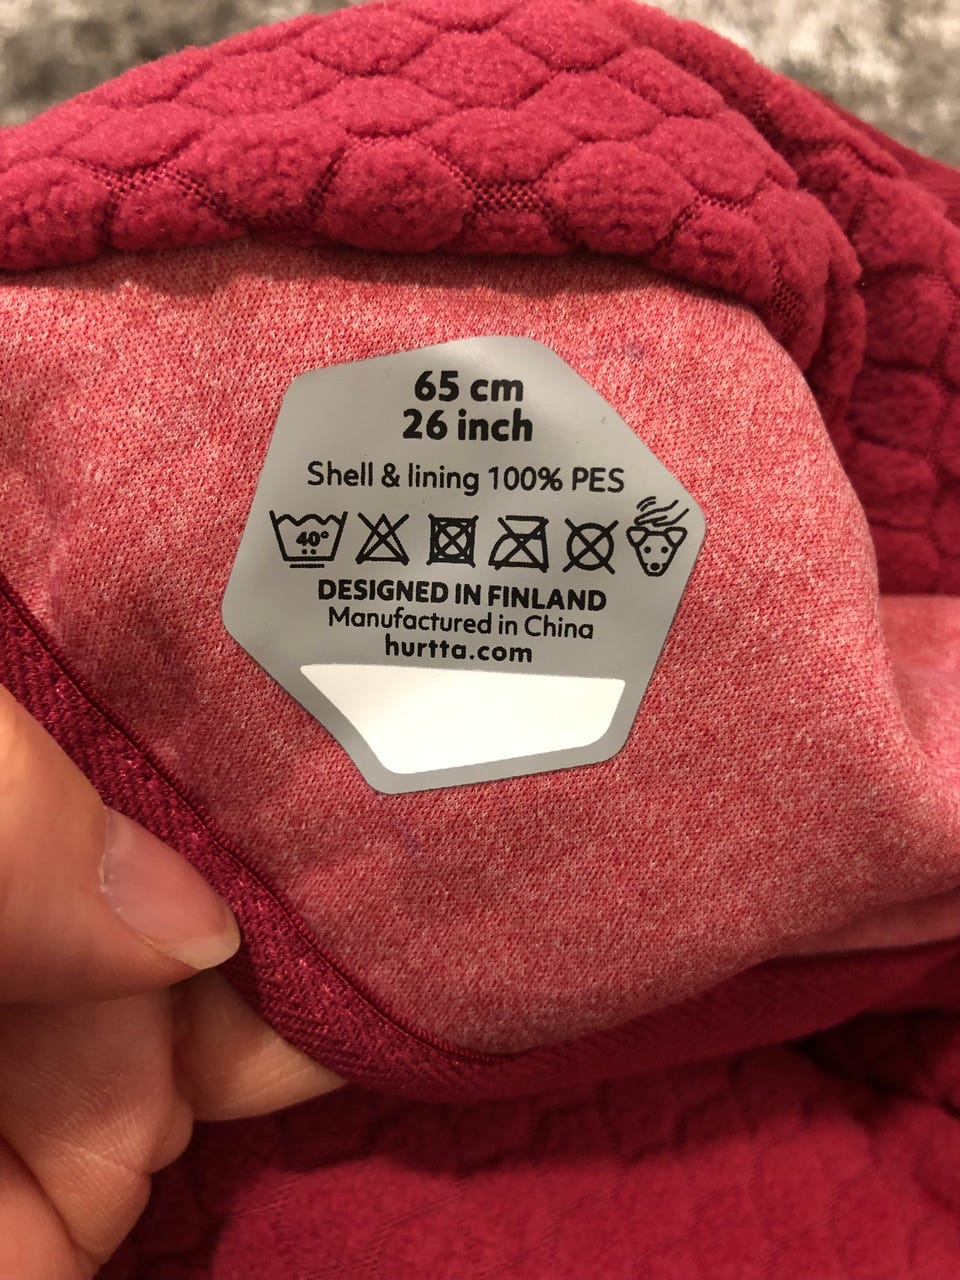 65 cm
26 inch
Shell & lining 100% PES
40°
DESIGNED IN FINLAND
Manufactured in China
hurtta.com